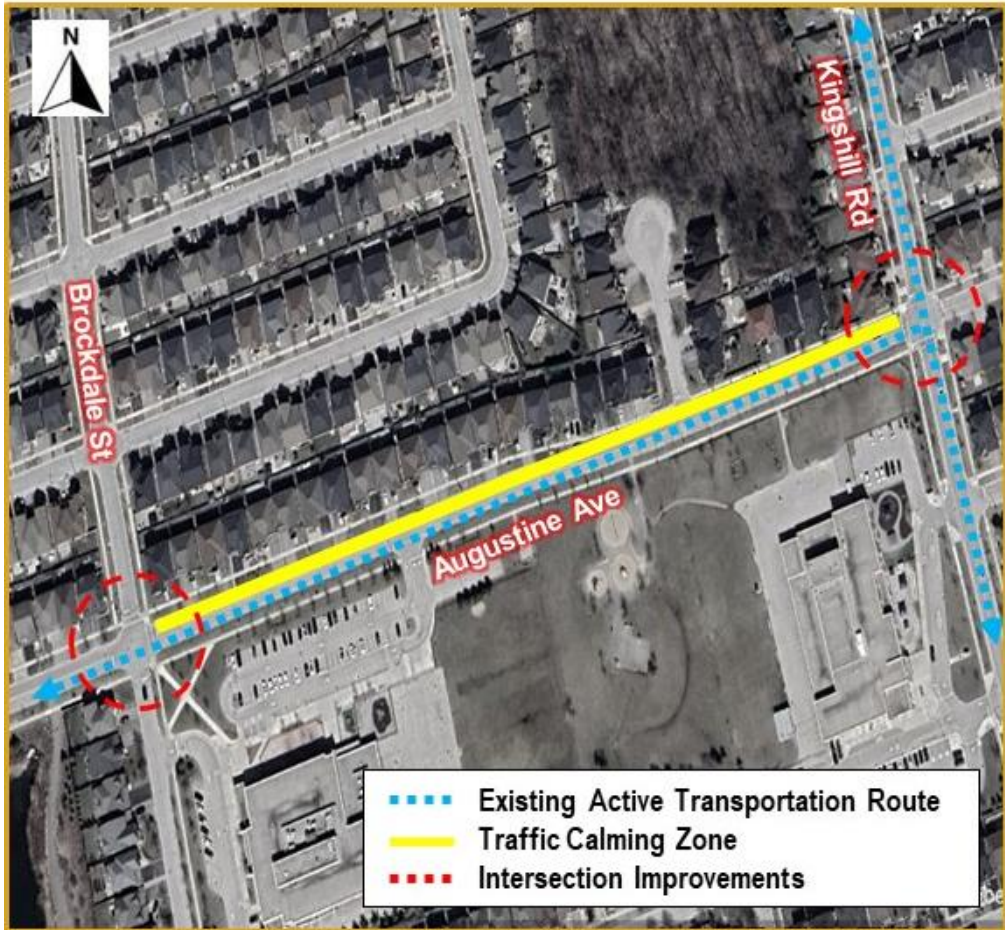 N
Kingshill Rd
Brockdale St
Augustine Ave
Existing Active Transportation Route
Traffic Calming Zone
Intersection Improvements